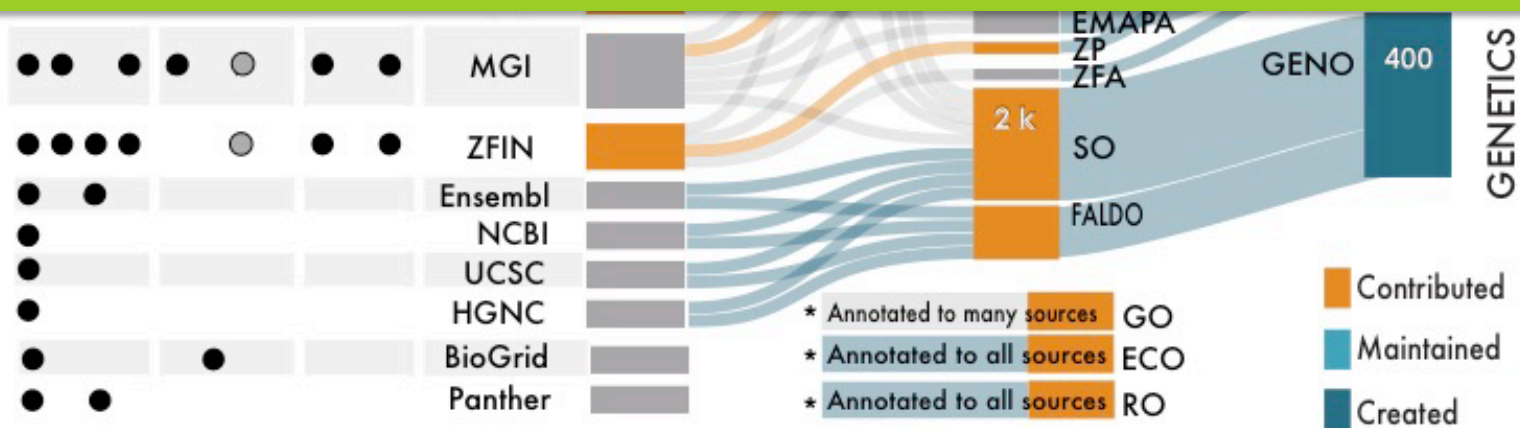 EMAPA
MGI
ZP
GENO
400
ZFA
2 k
ZFIN
SO
GENETICS
Ensembl
NCBI
FALDO
UCSC
HGNC
* Annotated to many sources GO
Contributed
BioGrid
* Annotated to all sources ECO
Maintained
Panther
* Annotated to all sources RO
Created